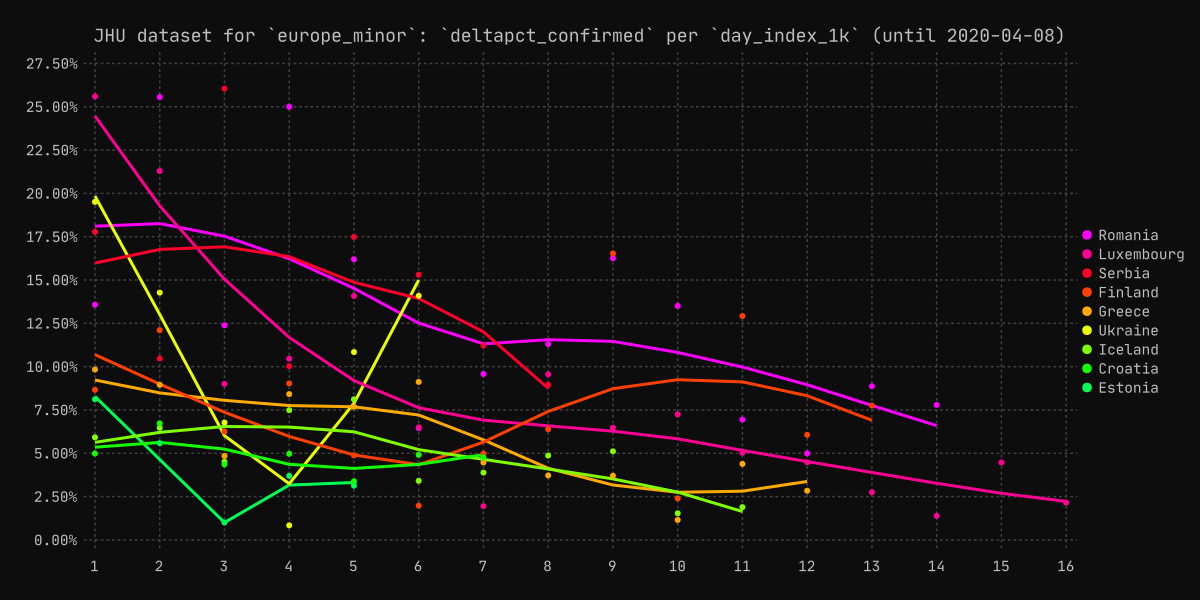 JHU dataset for `europe_minor`: `deltapct_confirmed` per `day_index_1k` (until 2020-04-08)
27.50%
25.00%
22.50%
20.00%
17.50%
15.00%
12.50%
10.00%
7.50%
5.00%
2.50%
0.00%
1 2 3 4 5 6 7 8 9 10 11 12 13 14 15 16
Romania
Luxembourg
Serbia
Finland
Greece
Ukraine
Iceland
Croatia
Estonia